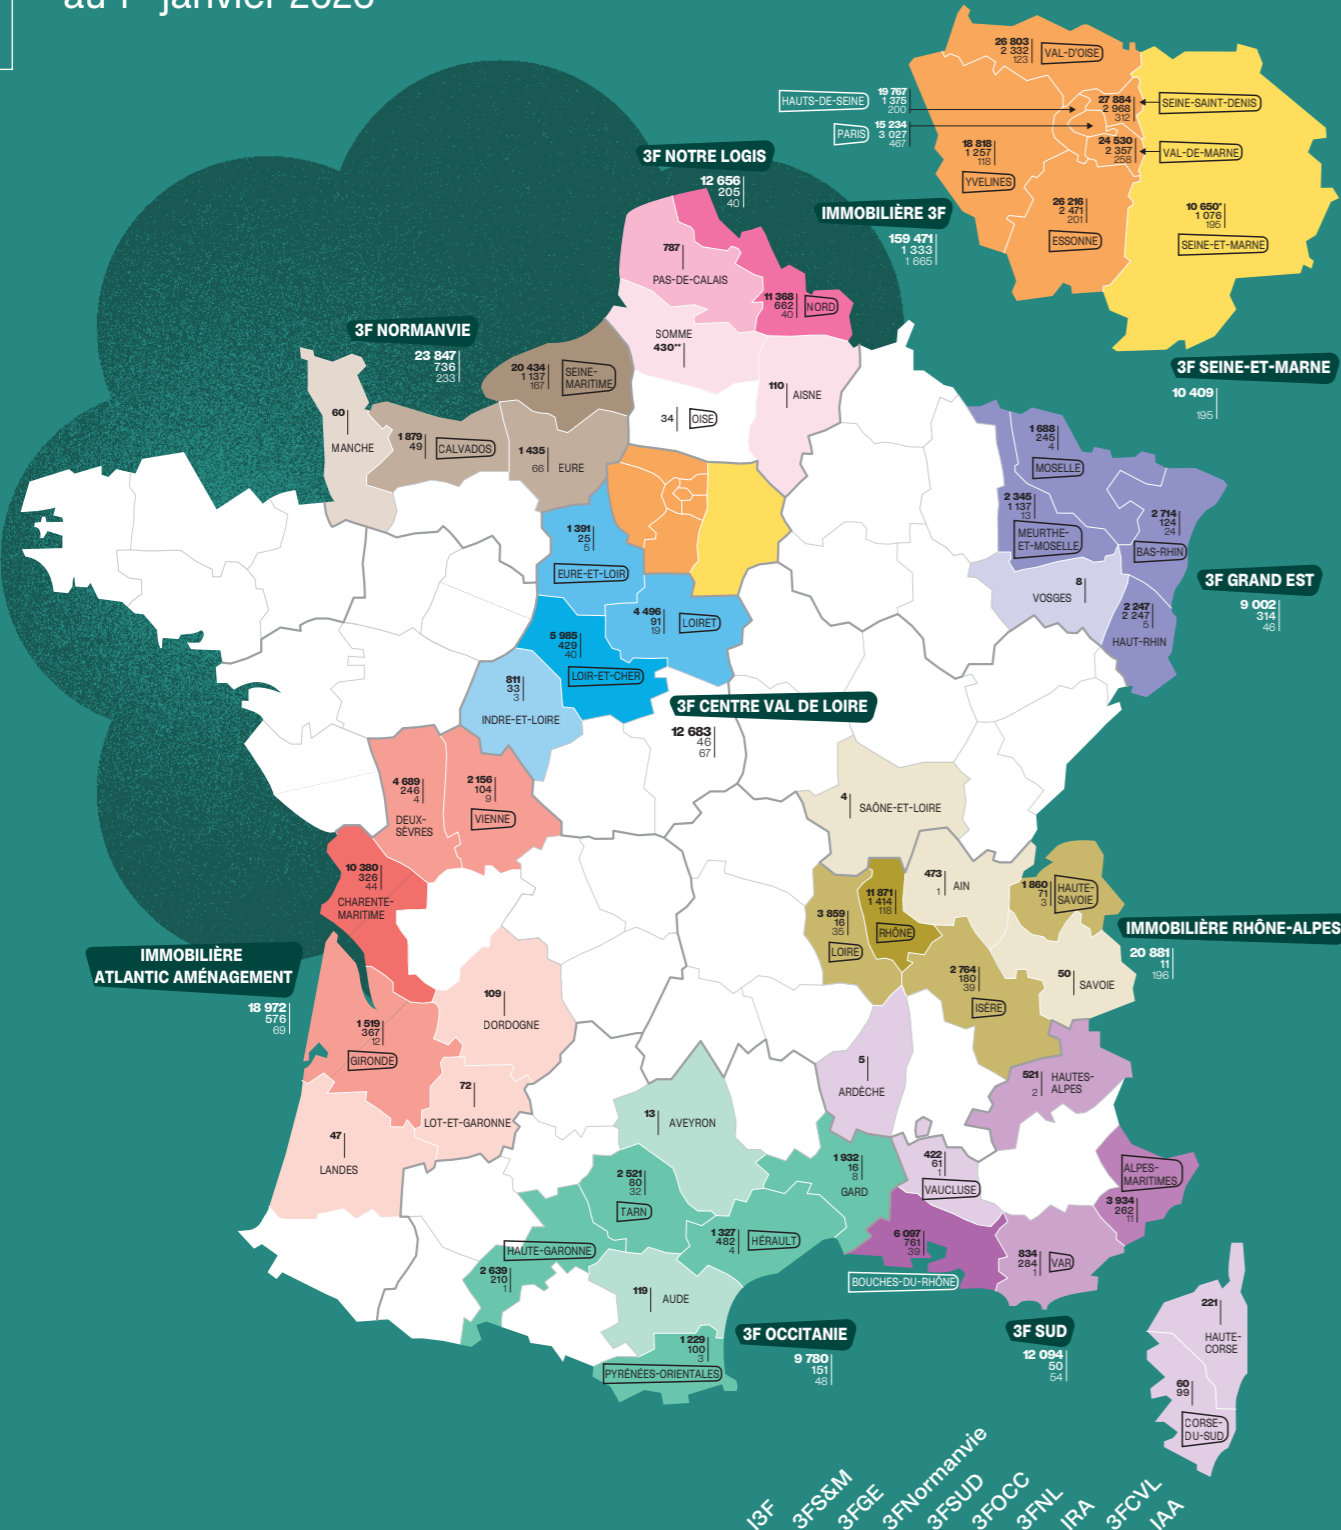 au 1er janvier 2026
26 803
2 332
123
VAL-D'OISE
HAUTS-DE-SEINE
19 767
1 375
200
PARIS
15 234
3 027
467
27 884
2 968
312
SEINE-SAINT-DENIS
24 530
2 357
258
VAL-DE-MARNE
18 818
1 257
118
YVELINES
26 216
2 471
201
ESSONNE
10 650*
1 076
195
SEINE-ET-MARNE
3F NOTRE LOGIS
12 656
205
40
IMMOBILIÈRE 3F
159 471
1 333
1 665
3F SEINE-ET-MARNE
10 409
195
787
PAS-DE-CALAIS
11 368
662
40
NORD
SOMME
430**
110
AISNE
34
OISE
3F NORMANVIE
23 847
736
233
20 434
1 137
167
SEINE-
MARITIME
60
MANCHE
1 879
49
CALVADOS
1 435
66
EURE
1 688
245
4
MOSELLE
2 345
1 137
13
MEURTHE-
ET-MOSELLE
2 714
124
24
BAS-RHIN
8
VOSGES
2 247
2 247
5
HAUT-RHIN
3F GRAND EST
9 002
314
46
1 391
25
5
EURE-ET-LOIR
4 496
91
19
LOIRET
5 985
429
40
LOIR-ET-CHER
811
33
3
INDRE-ET-LOIRE
3F CENTRE VAL DE LOIRE
12 683
46
67
4 689
246
4
DEUX-
SÈVRES
2 156
104
9
VIENNE
10 380
326
44
CHARENTE-
MARITIME
IMMOBILIÈRE
ATLANTIC AMÉNAGEMENT
18 972
576
69
1 519
367
12
GIRONDE
109
DORDOGNE
72
LOT-ET-GARONNE
47
LANDES
4
SAÔNE-ET-LOIRE
473
1
AIN
1 860
71
3
HAUTE-
SAVOIE
11 871
1 414
118
RHÔNE
3 859
16
35
LOIRE
2 764
180
39
ISÈRE
50
SAVOIE
IMMOBILIÈRE RHÔNE-ALPES
20 881
11
196
5
ARDÈCHE
521
2
HAUTES-
ALPES
13
AVEYRON
2 521
80
32
TARN
1 932
16
8
GARD
422
61
1
VAUCLUSE
ALPES-
MARITIMES
3 934
262
11
1 327
482
4
HÉRAULT
HAUTE-GARONNE
2 639
210
1
6 097
761
39
BOUCHES-DU-RHÔNE
834
284
1
VAR
119
AUDE
1 229
100
3
PYRÉNÉES-ORIENTALES
3F OCCITANIE
9 780
151
48
3F SUD
12 094
50
54
221
HAUTE-
CORSE
60
99
CORSE-
DU-SUD
I3F
3FS&M
3FGE
3FNormanvie
3FSUD
3FOCC
3FNL
IRA
3FCVL
IAA